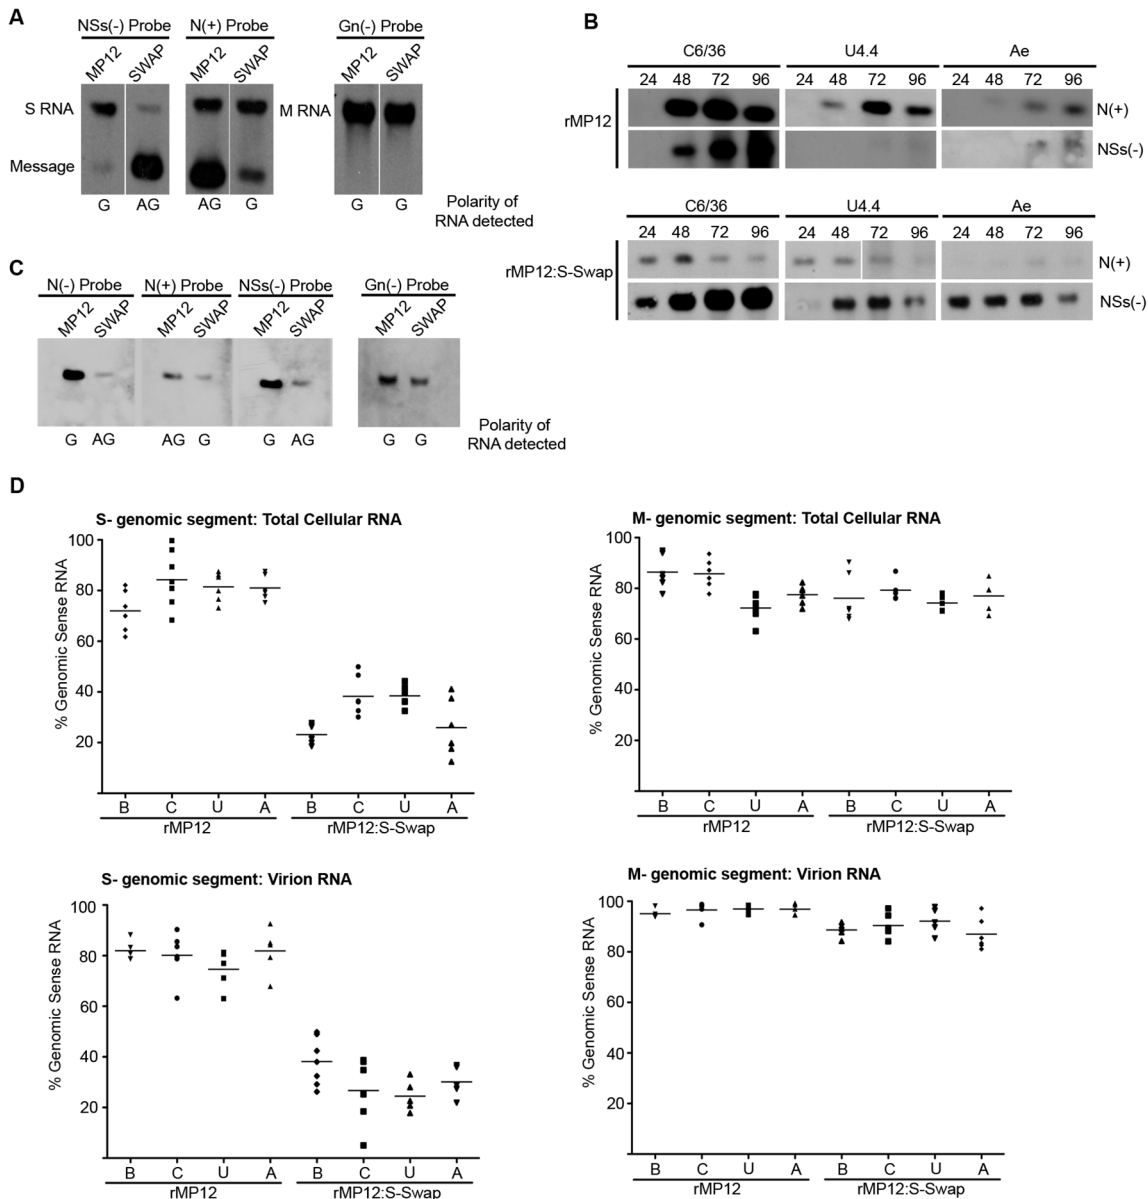 A
NSs(-) Probe
N(+) Probe
Gn(-) Probe
MP12
SWAP
MP12
SWAP
MP12
SWAP
S RNA
M RNA
Message
G
AG
AG
G
G
G
Polarity of
RNA detected
B
C6/36
U4.4
Ae
24 48 72 96
24 48 72 96
24 48 72 96
rMP12
N(+)
NSs(-)
C6/36
U4.4
Ae
24 48 72 96
24 48 72 96
24 48 72 96
rMP12:S-Swap
N(+)
NSs(-)
C
N(-) Probe
N(+) Probe
NSs(-) Probe
Gn(-) Probe
MP12
SWAP
MP12
SWAP
MP12
SWAP
MP12
SWAP
G AG
AG G
G AG
G G
Polarity of
RNA detected
D
S- genomic segment: Total Cellular RNA
% Genomic Sense RNA
100
80
60
40
20
B C U A B C U A
rMP12 rMP12:S-Swap
M- genomic segment: Total Cellular RNA
% Genomic Sense RNA
100
80
60
40
20
B C U A B C U A
rMP12 rMP12:S-Swap
S- genomic segment: Virion RNA
% Genomic Sense RNA
100
80
60
40
20
B C U A B C U A
rMP12 rMP12:S-Swap
M- genomic segment: Virion RNA
% Genomic Sense RNA
100
80
60
40
20
B C U A B C U A
rMP12 rMP12:S-Swap